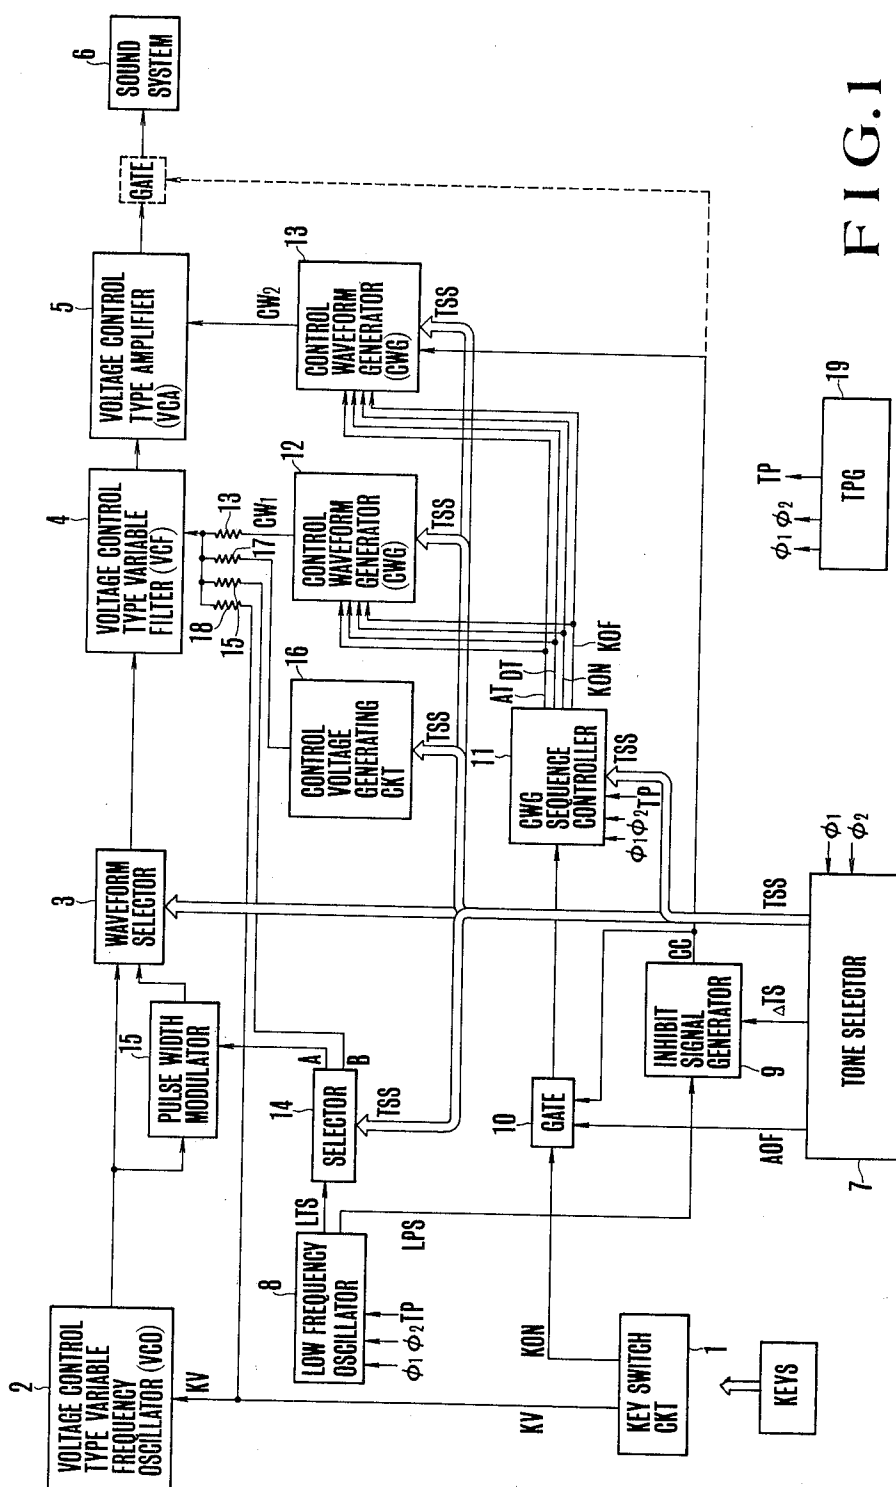 FIG.1
2
VOLTAGE CONTROL
TYPE VARIABLE
FREQUENCY
OSCILLATOR (VCO)
KV
15
PULSE WIDTH
MODULATOR
3
WAVEFORM
SELECTOR
4
VOLTAGE CONTROL
TYPE VARIABLE
FILTER (VCF)
5
VOLTAGE CONTROL
TYPE AMPLIFIER
(VCA)
GATE
6
SOUND
SYSTEM
18
15
17
13
CW1
CW2
8
LOW FREQUENCY
OSCILLATOR
ϕ1 ϕ2 TP
LTS
LPS
14
SELECTOR
A
B
TSS
16
CONTROL
VOLTAGE
GENERATING
CKT
TSS
12
CONTROL
WAVEFORM
GENERATOR
(CWG)
TSS
13
CONTROL
WAVEFORM
GENERATOR
(CWG)
TSS
KV
KON
KEY SWITCH
CKT
1
KEYS
10
GATE
AOF
11
CWG
SEQUENCE
CONTROLLER
ϕ1 ϕ2 TP
TSS
AT
DT
KON
KOF
CC
INHIBIT
SIGNAL
GENERATOR
9
ΔTS
TSS
7
TONE SELECTOR
ϕ1
ϕ2
ϕ1 ϕ2 TP
TPG
19